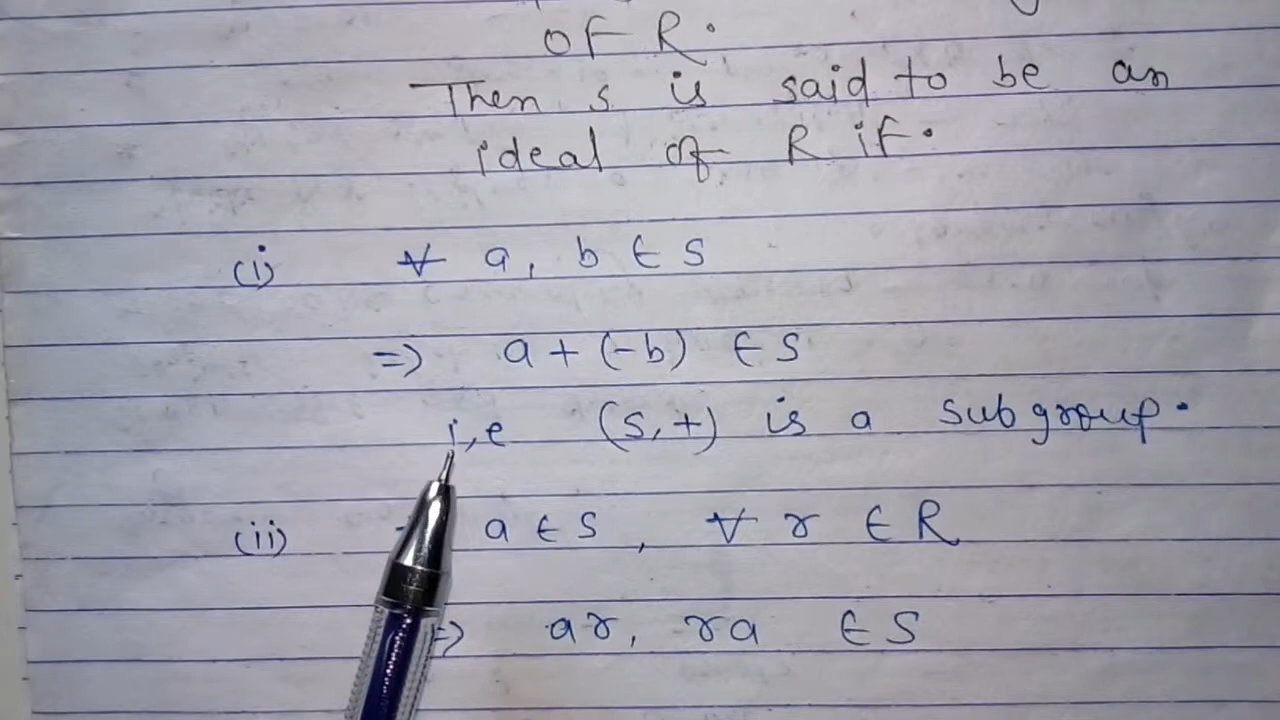 of R.
Then s is said to be an
ideal of R if.
(i) ∀ a, b ∈ S
=> a + (-b) ∈ S
i,e (S, +) is a subgroup.
(ii) a ∈ S, ∀ r ∈ R
=> ar, ra ∈ S